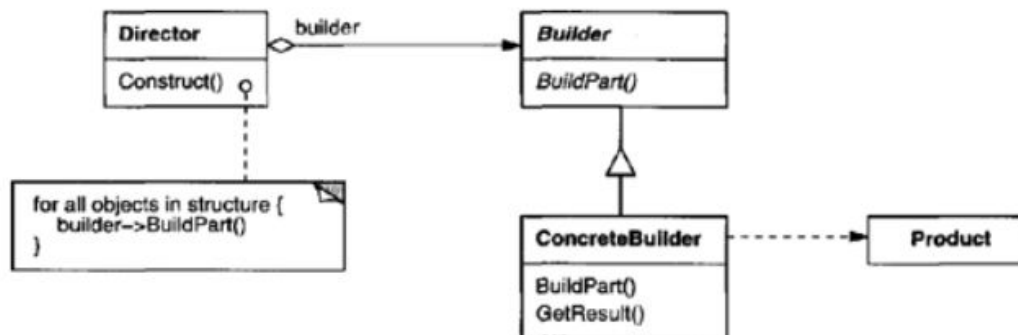 Director
builder
Builder
Construct()
BuildPart()
for all objects in structure {
builder->BuildPart()
}
ConcreteBuilder
Product
BuildPart()
GetResult()